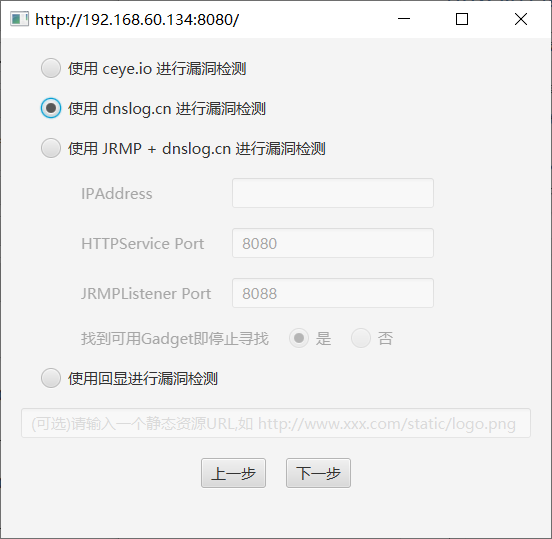 http://192.168.60.134:8080/
使用 ceye.io 进行漏洞检测
使用 dnslog.cn 进行漏洞检测
使用 JRMP + dnslog.cn 进行漏洞检测
IPAddress
HTTPService Port 8080
JRMPListener Port 8088
找到可用Gadget即停止寻找 是 否
使用回显进行漏洞检测
(可选)请输入一个静态资源URL,如 http://www.xxx.com/static/logo.png
上一步 下一步